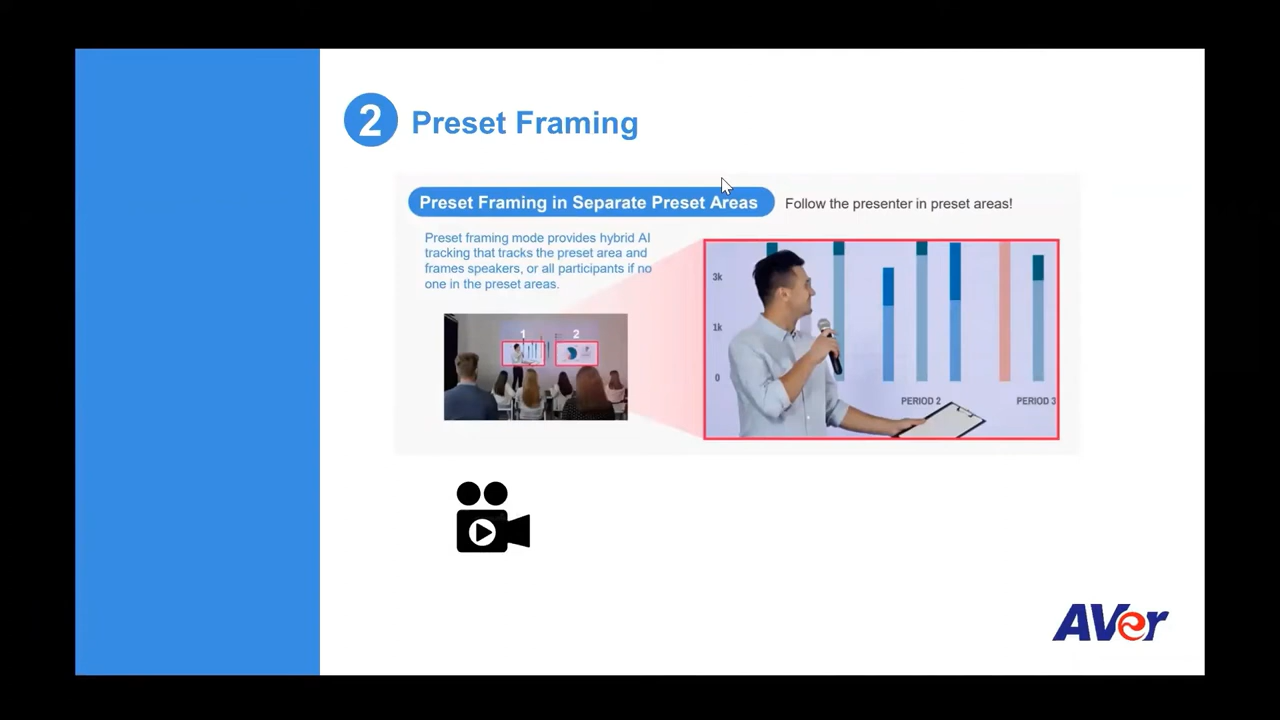 2
Preset Framing
Preset Framing in Separate Preset Areas
Follow the presenter in preset areas!
Preset framing mode provides hybrid AI
tracking that tracks the preset area and
frames speakers, or all participants if no
one in the preset areas.
1
2
3k
1k
0
PERIOD 2
PERIOD 3
AVer